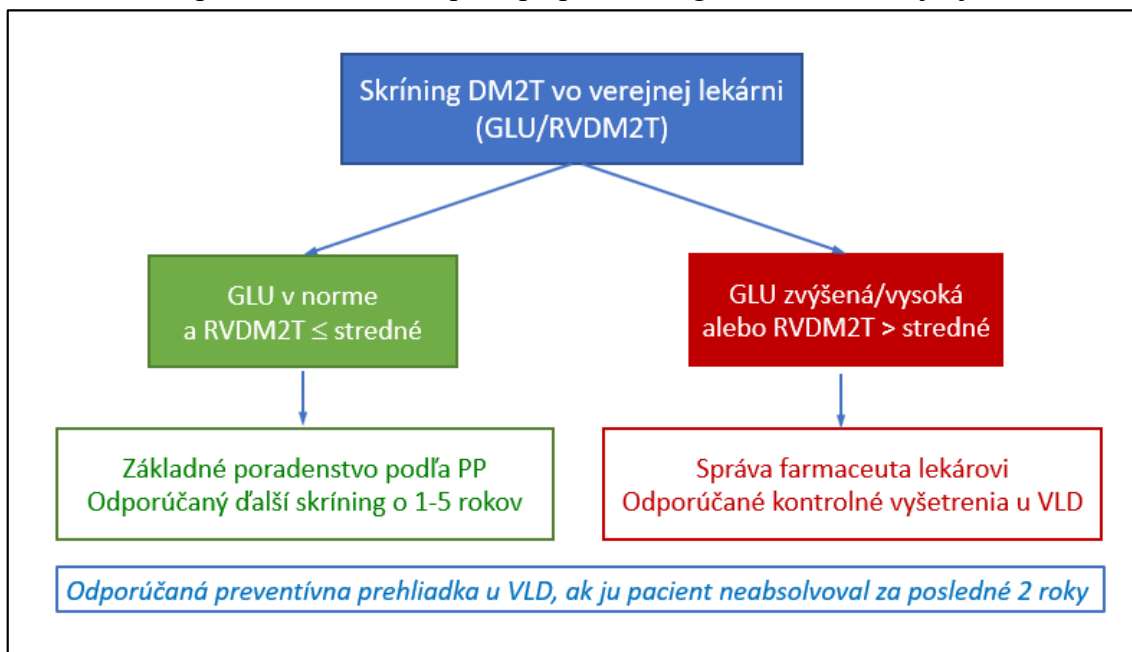 Skríning DM2T vo verejnej lekárni
(GLU/RVDM2T)
GLU v norme
a RVDM2T ≤ stredné
GLU zvýšená/vysoká
alebo RVDM2T > stredné
Základné poradenstvo podľa PP
Odporúčaný ďalší skríning o 1-5 rokov
Správa farmaceuta lekárovi
Odporúčané kontrolné vyšetrenia u VLD
Odporúčaná preventívna prehliadka u VLD, ak ju pacient neabsolvoval za posledné 2 roky